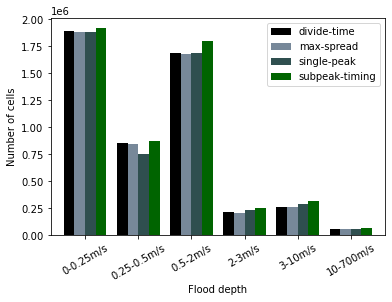 1e6
2.00
1.75
1.50
1.25
1.00
0.75
0.50
0.25
0.00
Number of cells
divide-time
max-spread
single-peak
subpeak-timing
0-0.25m/s
0.25-0.5m/s
0.5-2m/s
2-3m/s
3-10m/s
10-700m/s
Flood depth